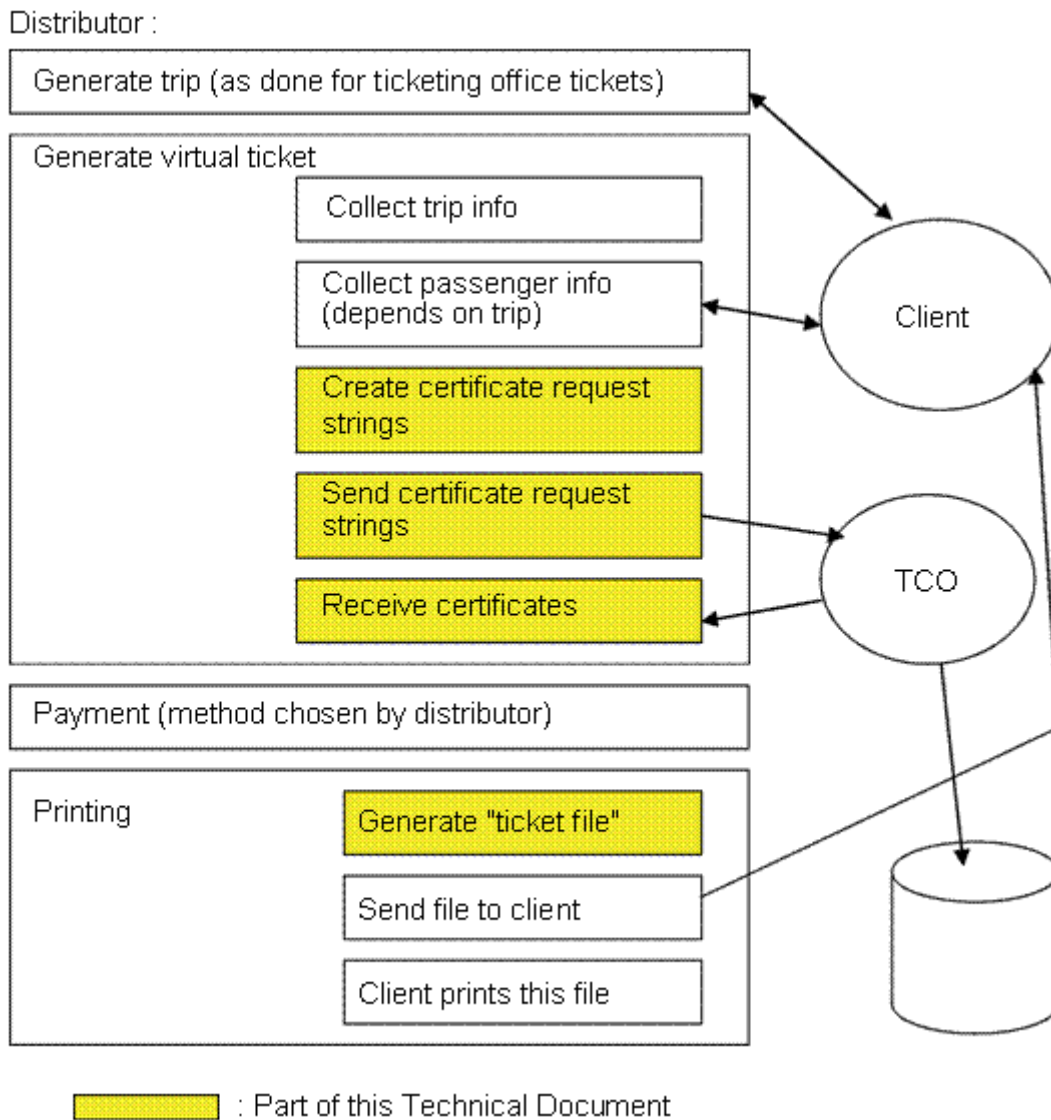 Distributor :
Generate trip (as done for ticketing office tickets)
Generate virtual ticket
Collect trip info
Collect passenger info
(depends on trip)
Client
Create certificate request
strings
Send certificate request
strings
TCO
Receive certificates
Payment (method chosen by distributor)
Printing
Generate "ticket file"
Send file to client
Client prints this file
: Part of this Technical Document